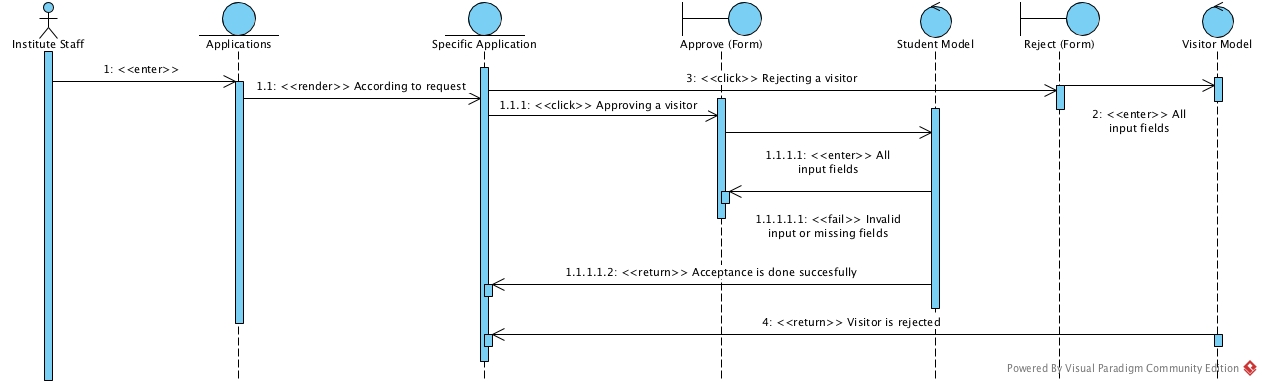 Institute Staff
Applications
Specific Application
Approve (Form)
Student Model
Reject (Form)
Visitor Model
1: <<enter>>
1.1: <<render>> According to request
3: <<click>> Rejecting a visitor
1.1.1: <<click>> Approving a visitor
2: <<enter>> All
input fields
1.1.1.1: <<enter>> All
input fields
1.1.1.1.1: <<fail>> Invalid
input or missing fields
1.1.1.1.2: <<return>> Acceptance is done succesfully
4: <<return>> Visitor is rejected
Powered By Visual Paradigm Community Edition